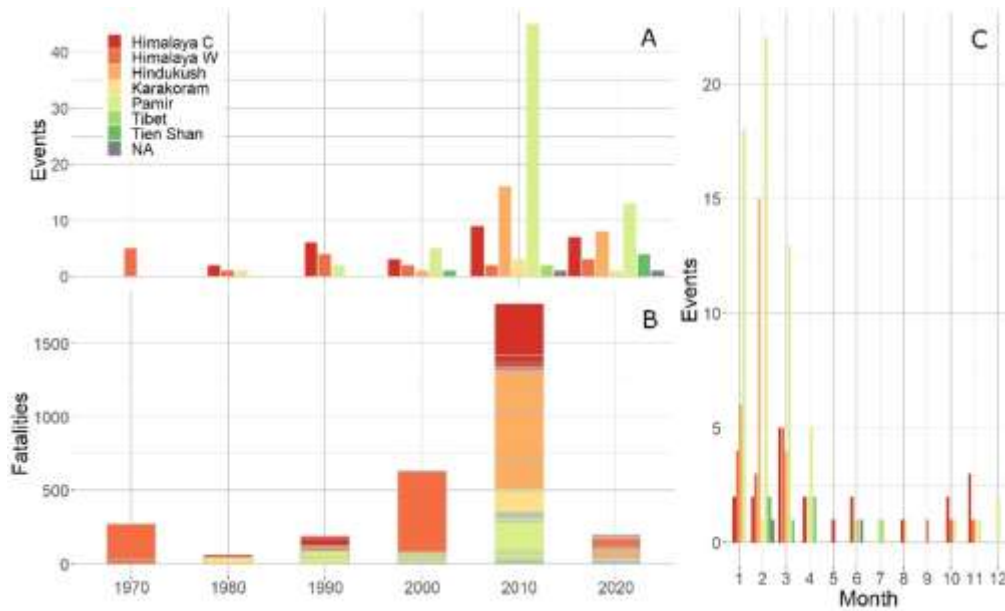 A
Events
40
30
20
10
0
Himalaya C
Himalaya W
Hindukush
Karakoram
Pamir
Tibet
Tien Shan
NA
B
Fatalities
1500
1000
500
0
1970 1980 1990 2000 2010 2020
C
Events
20
15
10
5
0
1 2 3 4 5 6 7 8 9 10 11 12
Month